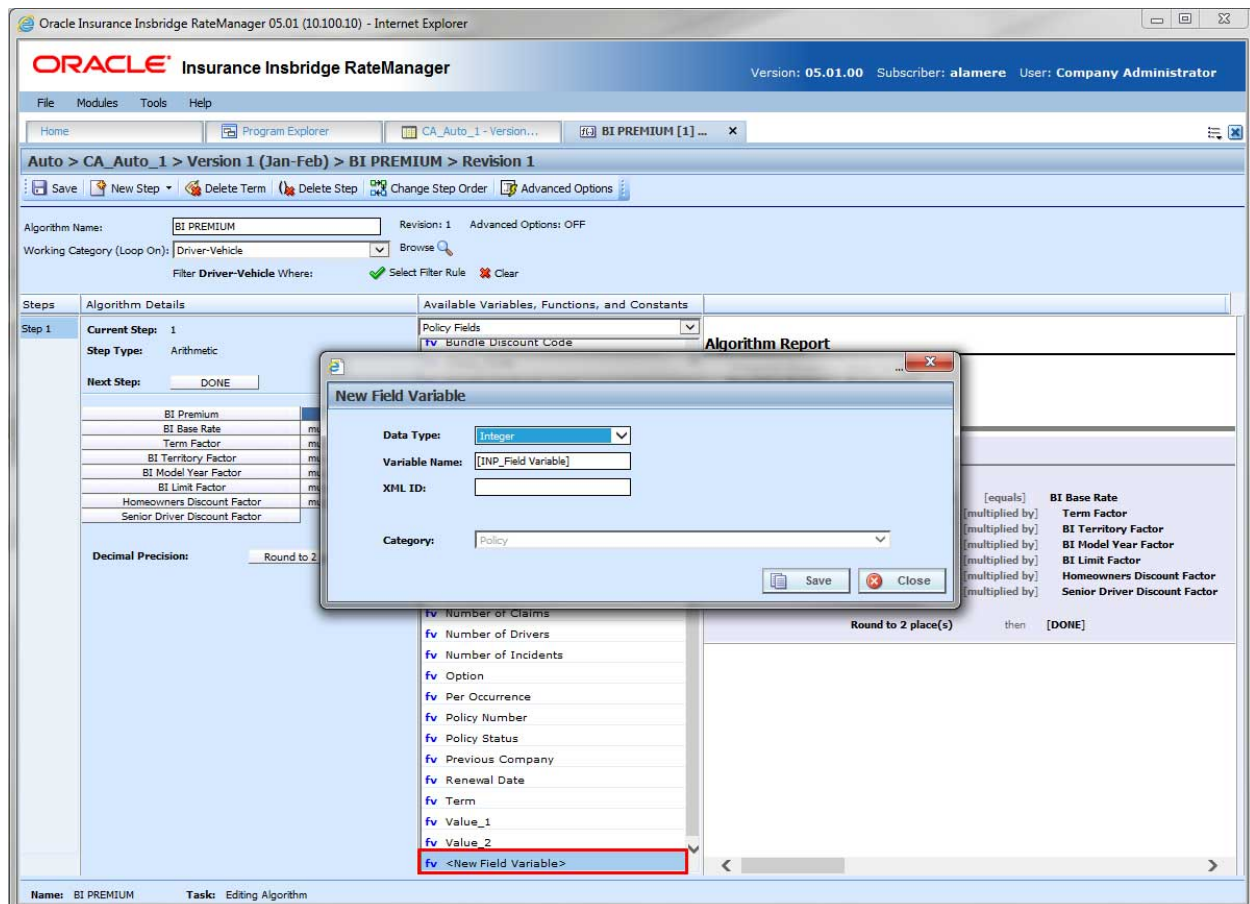 Oracle Insurance Insbridge RateManager 05.01 (10.100.10) - Internet Explorer
ORACLE Insurance Insbridge RateManager
Version: 05.01.00 Subscriber: alamere User: Company Administrator
File Modules Tools Help
Home Program Explorer CA_Auto_1 - Version... BI PREMIUM [1] ... ×
Auto > CA_Auto_1 > Version 1 (Jan-Feb) > BI PREMIUM > Revision 1
Save New Step Delete Term Delete Step Change Step Order Advanced Options
Algorithm Name: BI PREMIUM Revision: 1 Advanced Options: OFF
Working Category (Loop On): Driver-Vehicle Browse
Filter Driver-Vehicle Where: Select Filter Rule Clear
Steps Algorithm Details Available Variables, Functions, and Constants
Step 1 Current Step: 1 Policy Fields
fv Bundle Discount Code
Algorithm Report
Step Type: Arithmetic
Next Step: DONE
New Field Variable
Data Type: Integer
Variable Name: [INP_Field Variable]
XML ID:
Category: Policy
Save Close
BI Premium
BI Base Rate
Term Factor
BI Territory Factor
BI Model Year Factor
BI Limit Factor
Homeowners Discount Factor
Senior Driver Discount Factor
Decimal Precision: Round to 2
[equals] BI Base Rate
[multiplied by] Term Factor
[multiplied by] BI Territory Factor
[multiplied by] BI Model Year Factor
[multiplied by] BI Limit Factor
[multiplied by] Homeowners Discount Factor
[multiplied by] Senior Driver Discount Factor
Round to 2 place(s) then [DONE]
fv Number of Claims
fv Number of Drivers
fv Number of Incidents
fv Option
fv Per Occurrence
fv Policy Number
fv Policy Status
fv Previous Company
fv Renewal Date
fv Term
fv Value_1
fv Value_2
fv <New Field Variable>
Name: BI PREMIUM Task: Editing Algorithm